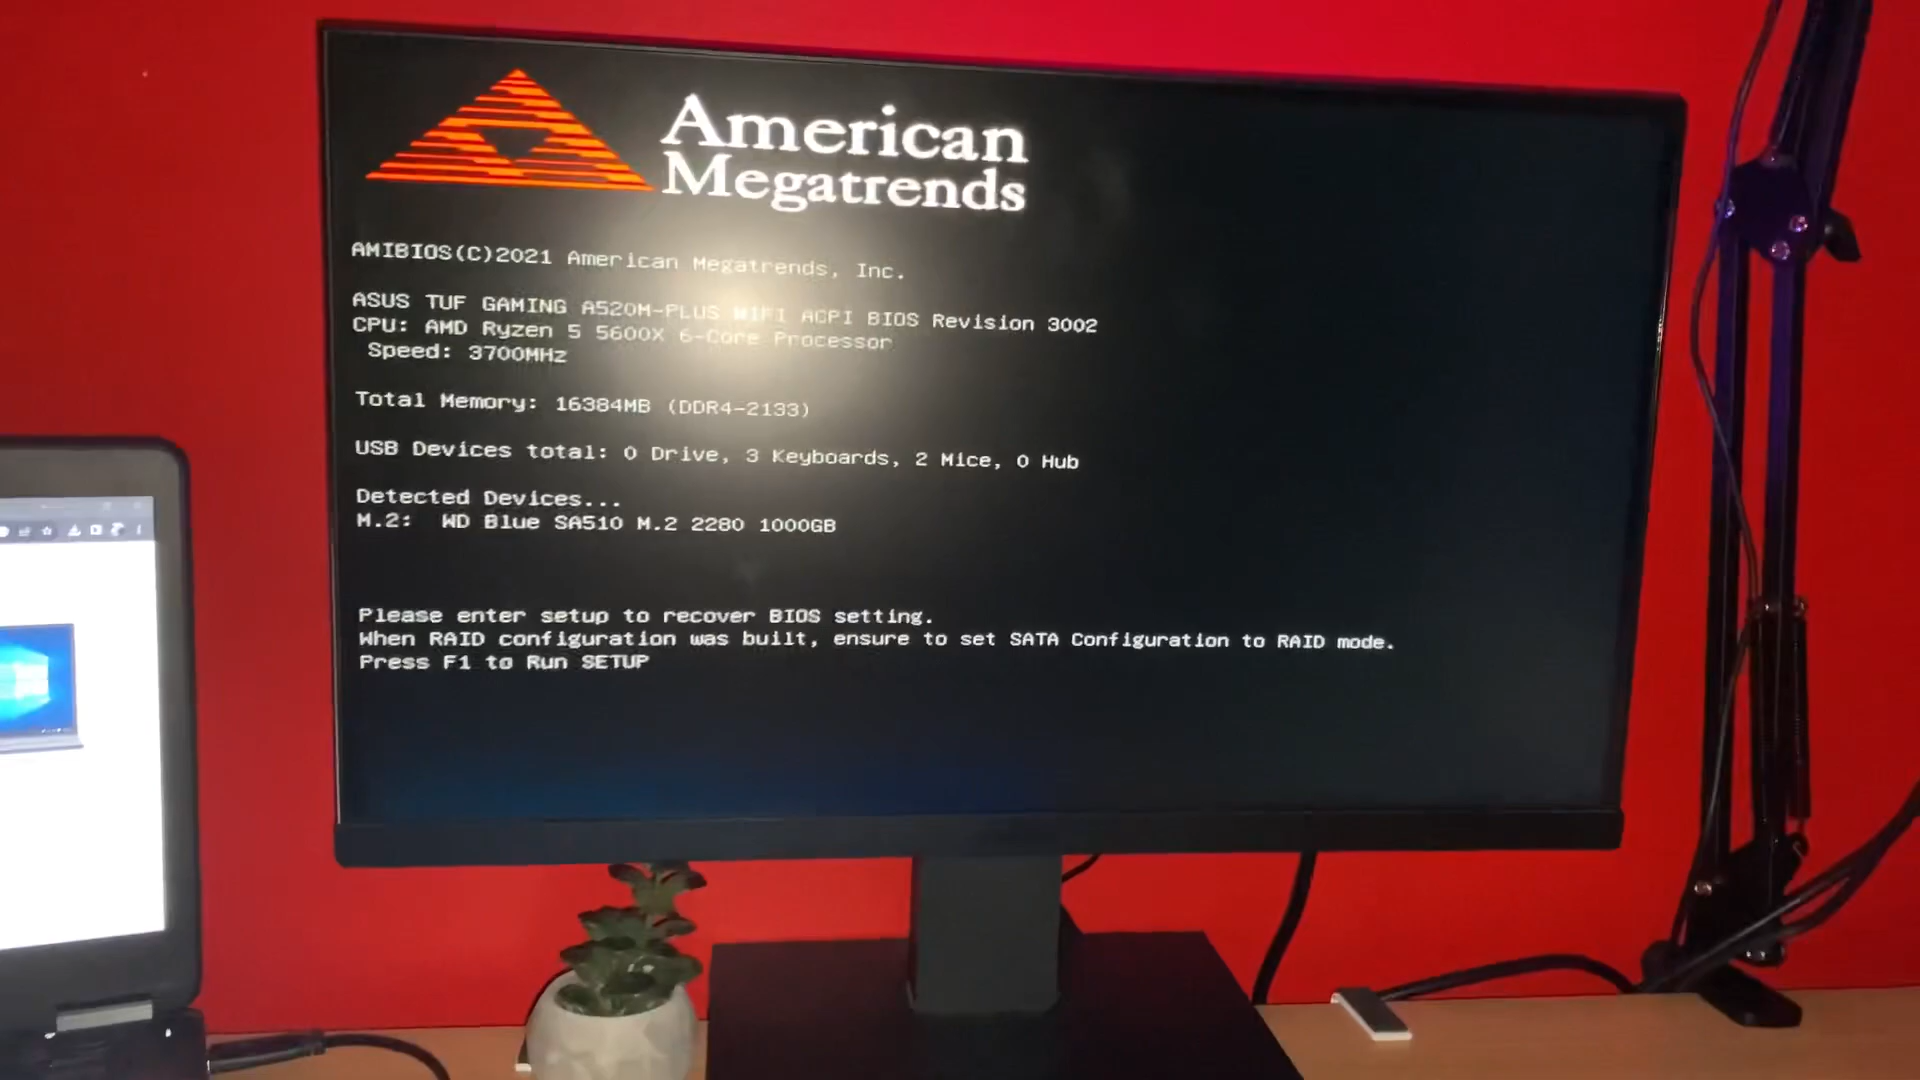 American
Megatrends
AMIBIOS(C)2021 American Megatrends, Inc.
ASUS TUF GAMING A520M-PLUS WIFI ACPI BIOS Revision 3002
CPU: AMD Ryzen 5 5600X 6-Core Processor
Speed: 3700MHz
Total Memory: 16384MB (DDR4-2133)
USB Devices total: 0 Drive, 3 Keyboards, 2 Mice, 0 Hub
Detected Devices...
M.2: WD Blue SA510 M.2 2280 1000GB
Please enter setup to recover BIOS setting.
When RAID configuration was built, ensure to set SATA Configuration to RAID mode.
Press F1 to Run SETUP